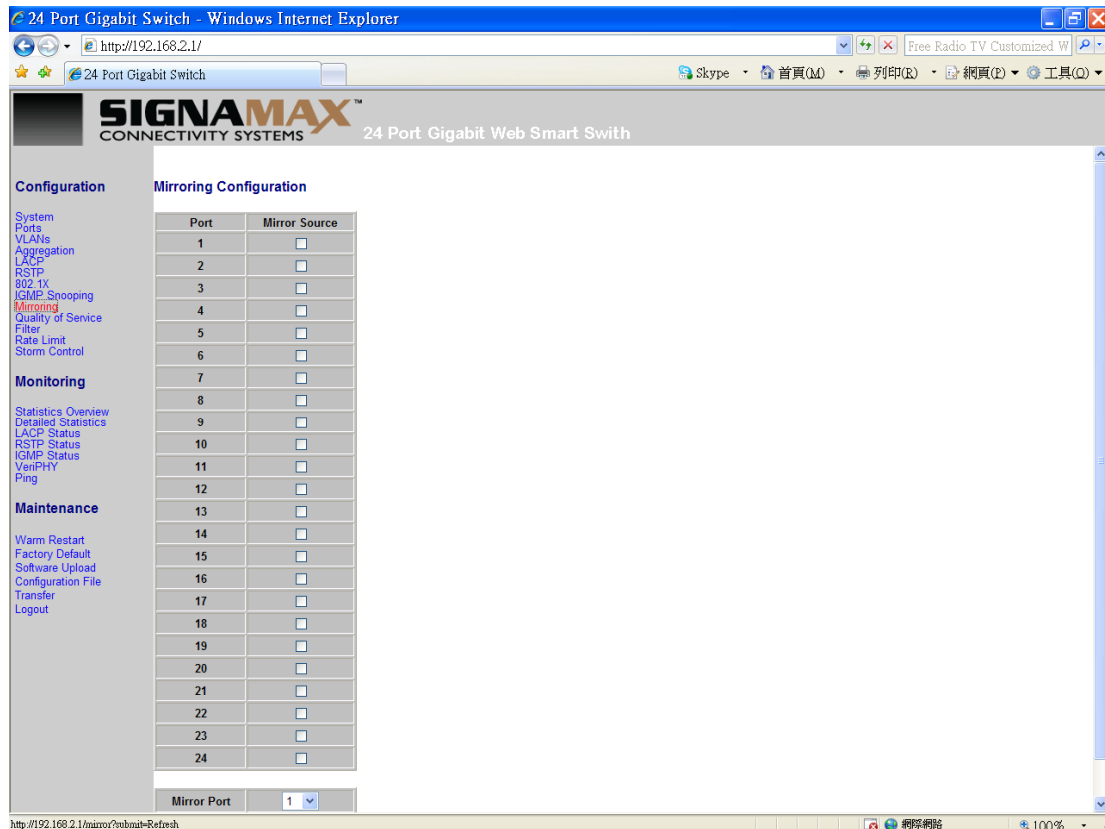 24 Port Gigabit Switch - Windows Internet Explorer
http://192.168.2.1/
Free Radio TV Customized W
24 Port Gigabit Switch
Skype
首頁(M)
列印(R)
網頁(P)
工具(O)
SIGNAMAX™
CONNECTIVITY SYSTEMS
24 Port Gigabit Web Smart Swith
Configuration
System
Ports
VLANs
Aggregation
LACP
RSTP
802.1X
IGMP Snooping
Mirroring
Quality of Service
Filter
Rate Limit
Storm Control
Monitoring
Statistics Overview
Detailed Statistics
LACP Status
RSTP Status
IGMP Status
VeriPHY
Ping
Maintenance
Warm Restart
Factory Default
Software Upload
Configuration File
Transfer
Logout
Mirroring Configuration
Port Mirror Source
1
2
3
4
5
6
7
8
9
10
11
12
13
14
15
16
17
18
19
20
21
22
23
24
Mirror Port 1
http://192.168.2.1/mirror?submit=Refresh
網際網路
100%